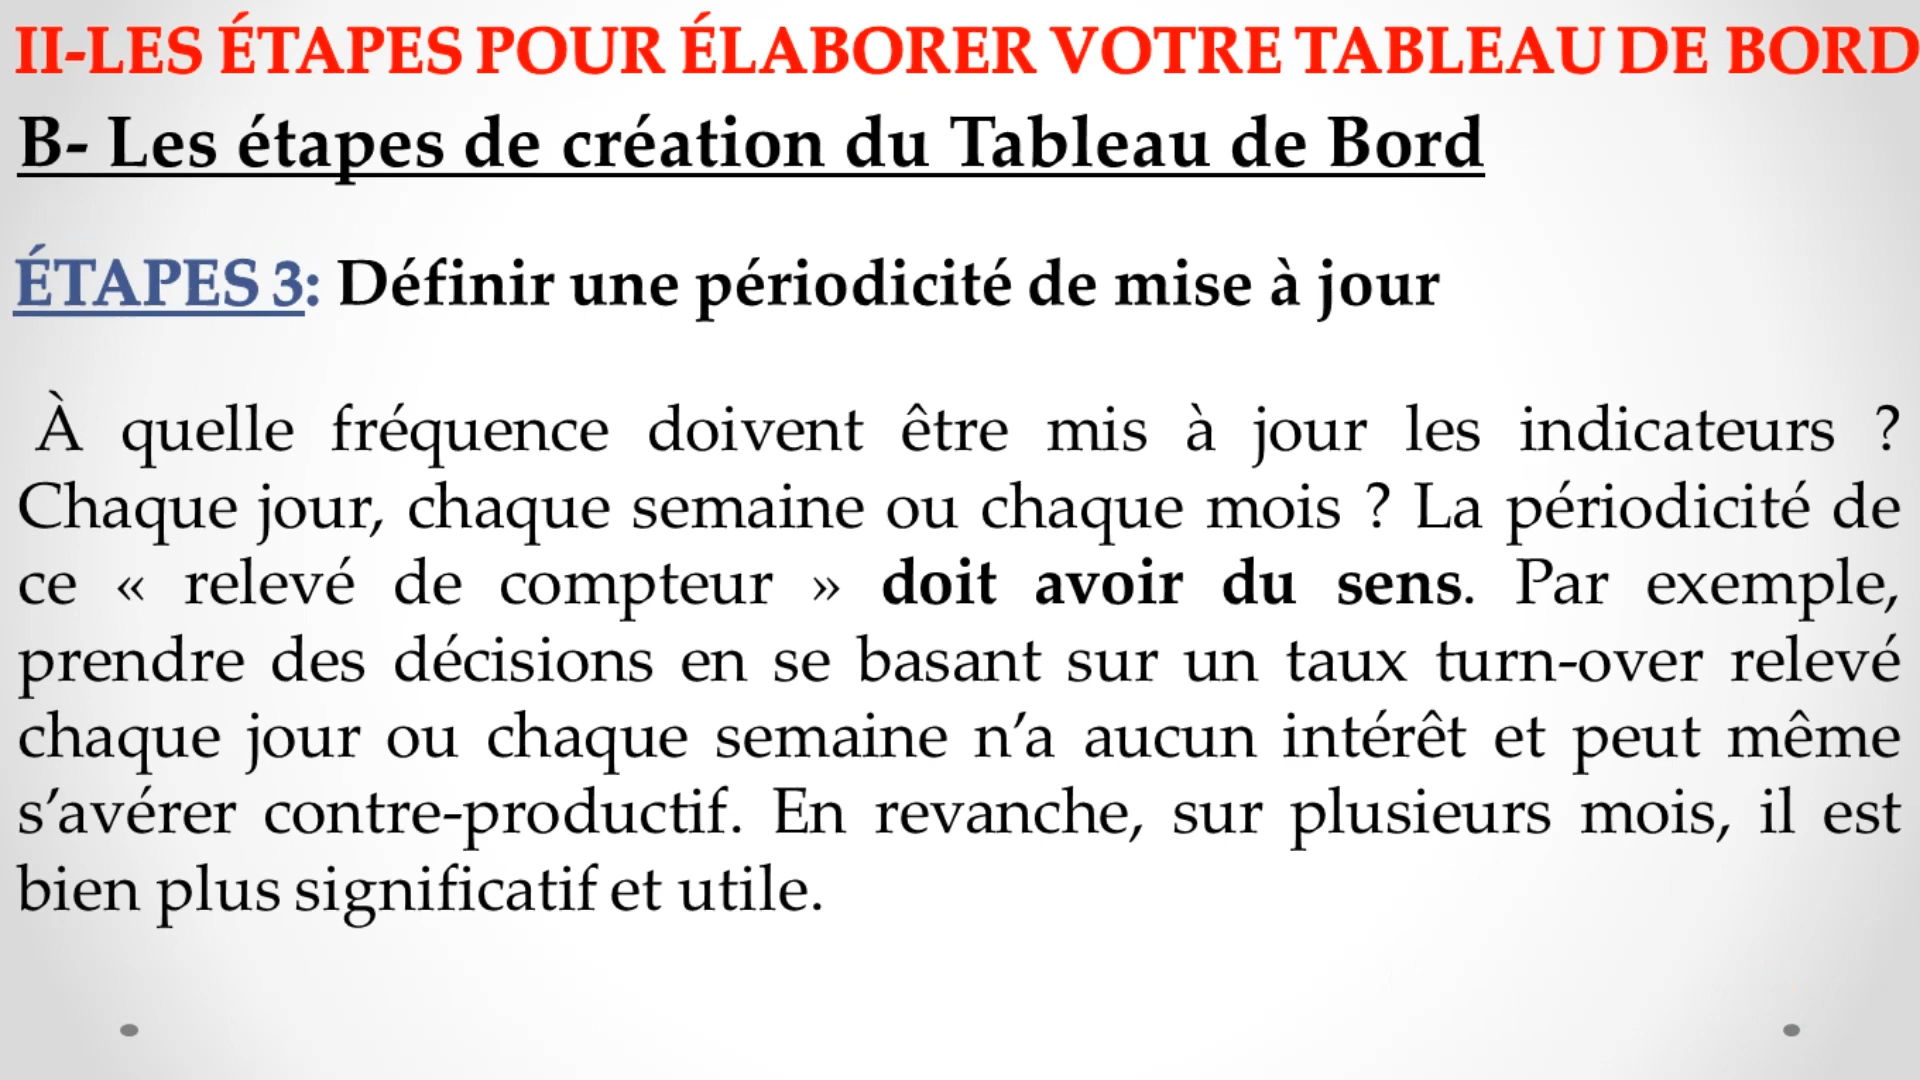 II-LES ÉTAPES POUR ÉLABORER VOTRE TABLEAU DE BORD
B- Les étapes de création du Tableau de Bord
ÉTAPES 3: Définir une périodicité de mise à jour
À quelle fréquence doivent être mis à jour les indicateurs ?
Chaque jour, chaque semaine ou chaque mois ? La périodicité de
ce « relevé de compteur » doit avoir du sens. Par exemple,
prendre des décisions en se basant sur un taux turn-over relevé
chaque jour ou chaque semaine n’a aucun intérêt et peut même
s’avérer contre-productif. En revanche, sur plusieurs mois, il est
bien plus significatif et utile.